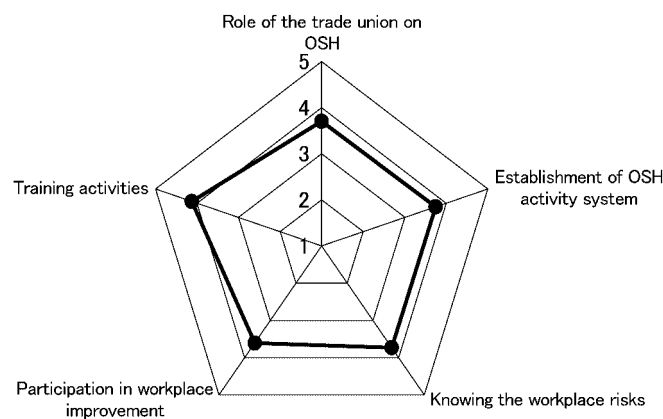 Role of the trade union on
OSH
5
4
3
2
1
Training activities
Establishment of OSH
activity system
Participation in workplace
improvement
Knowing the workplace risks